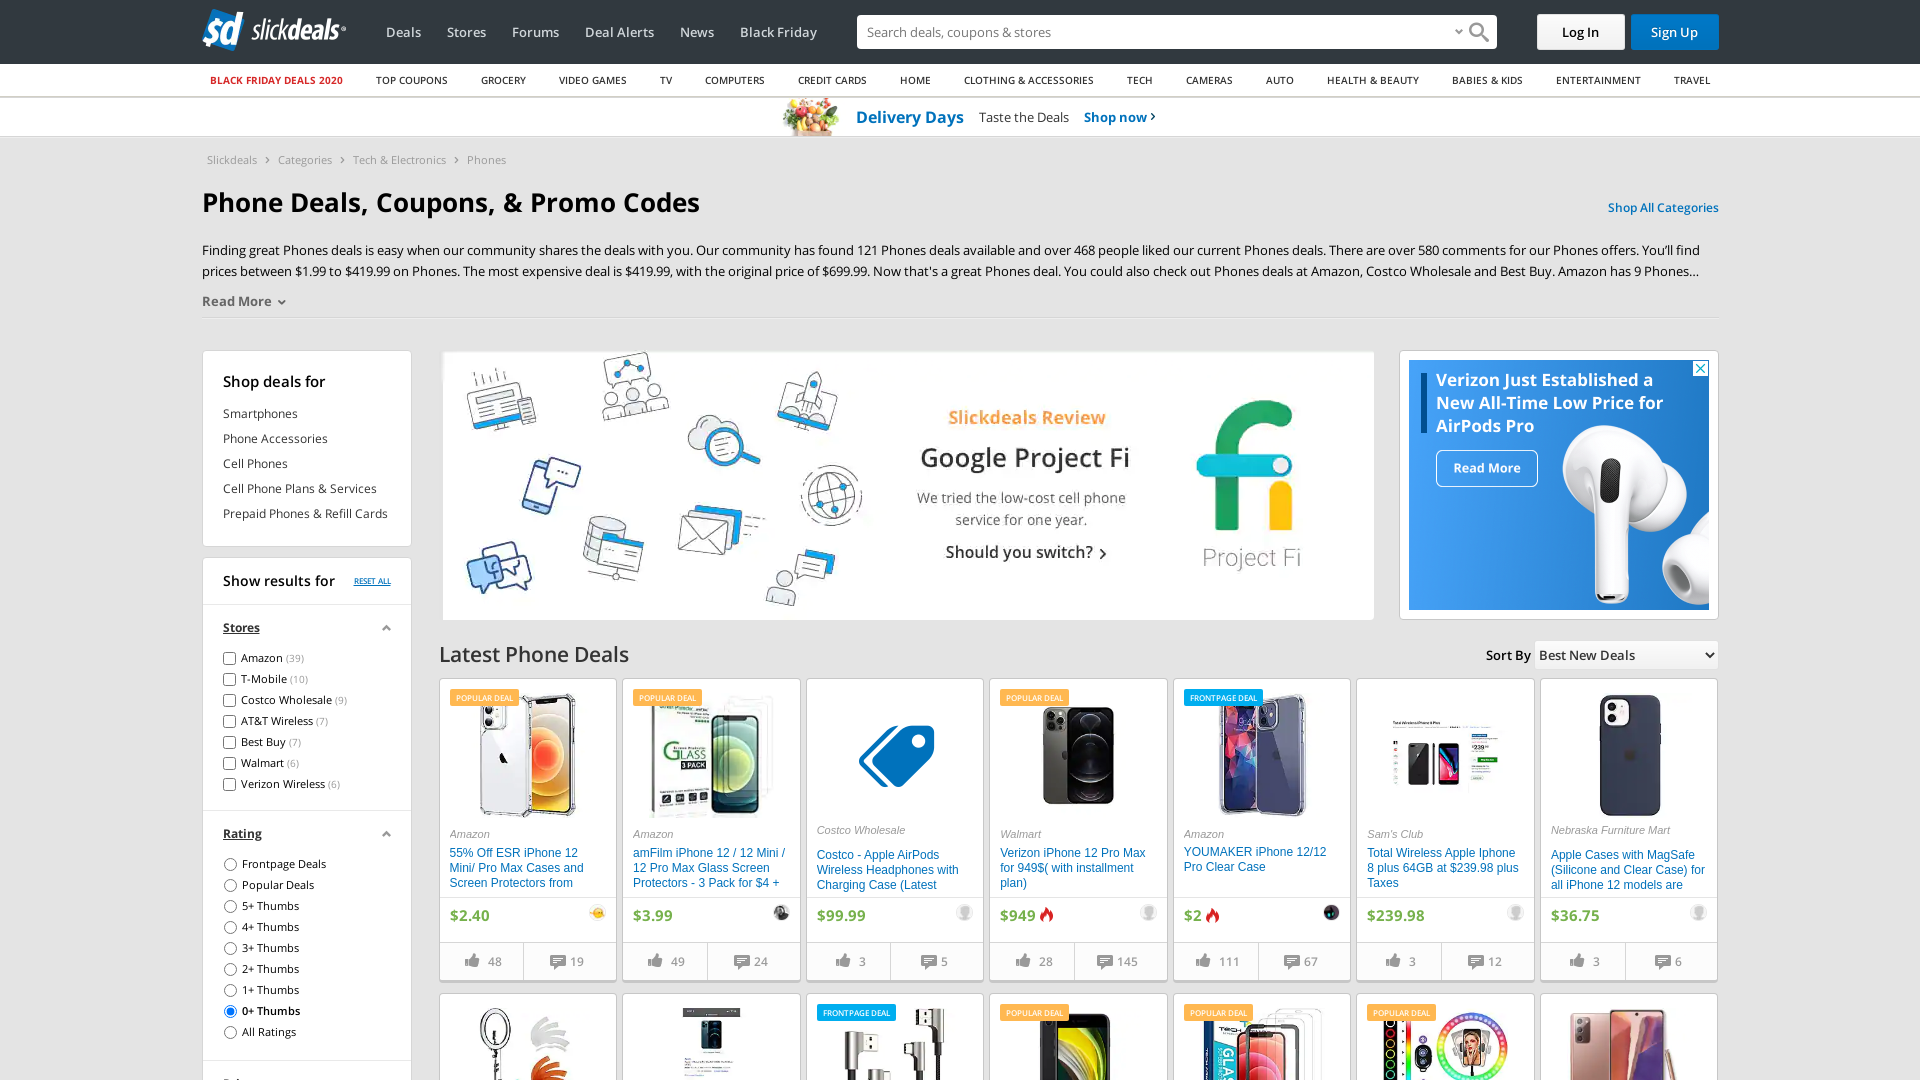 slickdeals
Deals
Stores
Forums
Deal Alerts
News
Black Friday
Search deals, coupons & stores
Log In
Sign Up
BLACK FRIDAY DEALS 2020
TOP COUPONS
GROCERY
VIDEO GAMES
TV
COMPUTERS
CREDIT CARDS
HOME
CLOTHING & ACCESSORIES
TECH
CAMERAS
AUTO
HEALTH & BEAUTY
BABIES & KIDS
ENTERTAINMENT
TRAVEL
Delivery Days Taste the Deals Shop now
Slickdeals > Categories > Tech & Electronics > Phones
Phone Deals, Coupons, & Promo Codes
Shop All Categories
Finding great Phones deals is easy when our community shares the deals with you. Our community has found 121 Phones deals available and over 468 people liked our current Phones deals. There are over 580 comments for our Phones offers. You'll find
prices between $1.99 to $419.99 on Phones. The most expensive deal is $419.99, with the original price of $699.99. Now that's a great Phones deal. You could also check out Phones deals at Amazon, Costco Wholesale and Best Buy. Amazon has 9 Phones...
Read More
Shop deals for
Smartphones
Phone Accessories
Cell Phones
Cell Phone Plans & Services
Prepaid Phones & Refill Cards
Show results for RESET ALL
Stores
Amazon (39)
T-Mobile (10)
Costco Wholesale (9)
AT&T Wireless (7)
Best Buy (7)
Walmart (6)
Verizon Wireless (6)
Rating
Frontpage Deals
Popular Deals
5+ Thumbs
4+ Thumbs
3+ Thumbs
2+ Thumbs
1+ Thumbs
0+ Thumbs
All Ratings
Slickdeals Review
Google Project Fi
We tried the low-cost cell phone
service for one year.
Should you switch? >
Project Fi
Verizon Just Established a
New All-Time Low Price for
AirPods Pro
Read More
Latest Phone Deals
Sort By Best New Deals
POPULAR DEAL
Amazon
55% Off ESR iPhone 12
Mini/ Pro Max Cases and
Screen Protectors from
$2.40
48
19
POPULAR DEAL
GLASS
3 PACK
Amazon
amFilm iPhone 12 / 12 Mini /
12 Pro Max Glass Screen
Protectors - 3 Pack for $4 +
$3.99
49
24
Costco Wholesale
Costco - Apple AirPods
Wireless Headphones with
Charging Case (Latest
$99.99
3
5
POPULAR DEAL
Walmart
Verizon iPhone 12 Pro Max
for 949$( with installment
plan)
$949
28
145
FRONTPAGE DEAL
Amazon
YOUMAKER iPhone 12/12
Pro Clear Case
$2
111
67
Sam's Club
Total Wireless Apple Iphone
8 plus 64GB at $239.98 plus
Taxes
$239.98
3
12
Nebraska Furniture Mart
Apple Cases with MagSafe
(Silicone and Clear Case) for
all iPhone 12 models are
$36.75
3
6
FRONTPAGE DEAL
POPULAR DEAL
POPULAR DEAL
POPULAR DEAL